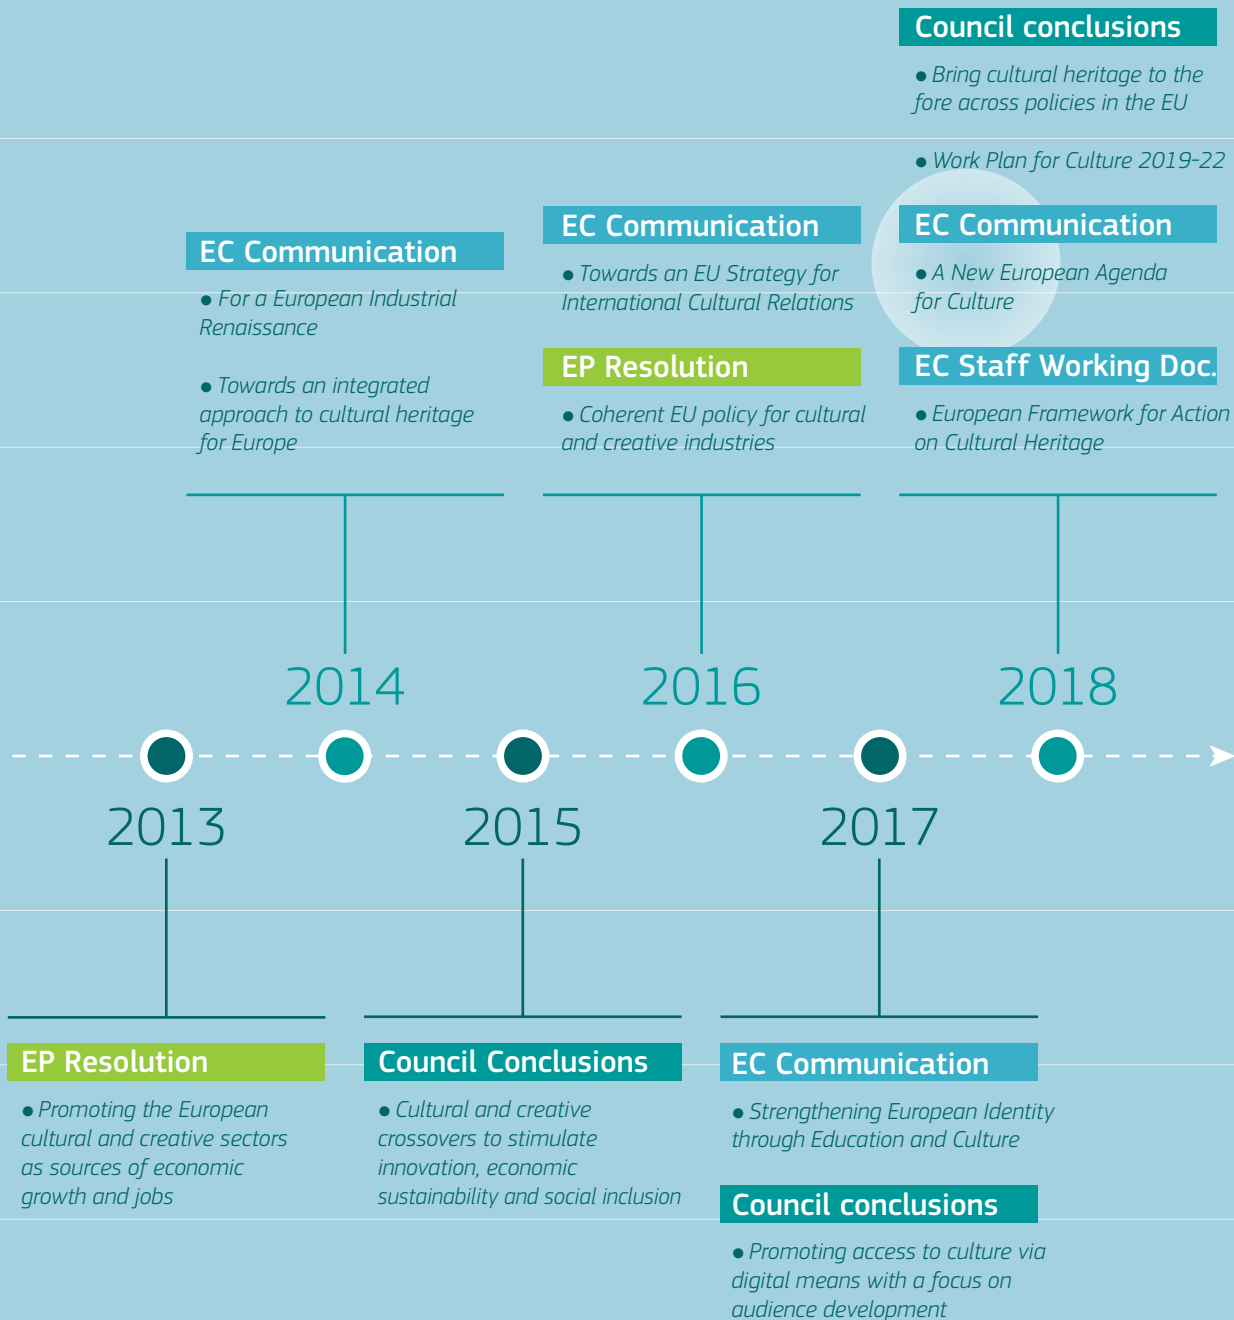 Council conclusions
● Bring cultural heritage to the
fore across policies in the EU
● Work Plan for Culture 2019-22
EC Communication
● A New European Agenda
for Culture
EC Staff Working Doc.
● European Framework for Action
on Cultural Heritage
EC Communication
● Towards an EU Strategy for
International Cultural Relations
EP Resolution
● Coherent EU policy for cultural
and creative industries
EC Communication
● For a European Industrial
Renaissance
● Towards an integrated
approach to cultural heritage
for Europe
2014
2016
2018
2013
2015
2017
EP Resolution
● Promoting the European
cultural and creative sectors
as sources of economic
growth and jobs
Council Conclusions
● Cultural and creative
crossovers to stimulate
innovation, economic
sustainability and social inclusion
EC Communication
● Strengthening European Identity
through Education and Culture
Council conclusions
● Promoting access to culture via
digital means with a focus on
audience development